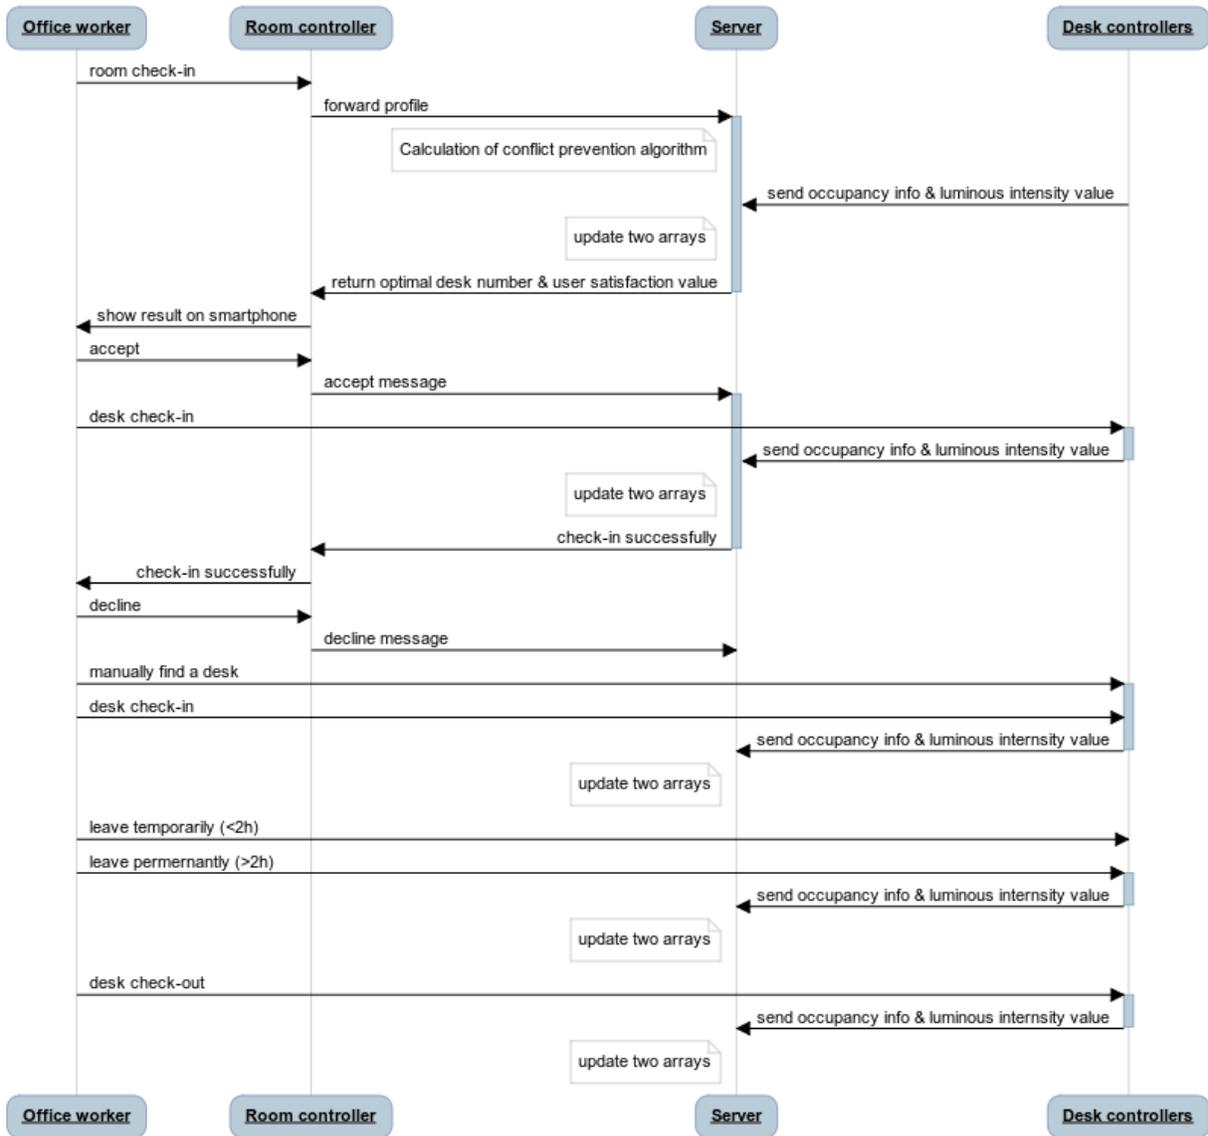 Office worker
Room controller
Server
Desk controllers
room check-in
forward profile
Calculation of conflict prevention algorithm
send occupancy info & luminous intensity value
update two arrays
return optimal desk number & user satisfaction value
show result on smartphone
accept
accept message
desk check-in
send occupancy info & luminous intensity value
update two arrays
check-in successfully
check-in successfully
decline
decline message
manually find a desk
desk check-in
send occupancy info & luminous internsity value
update two arrays
leave temporarily (<2h)
leave permernantly (>2h)
send occupancy info & luminous internsity value
update two arrays
desk check-out
send occupancy info & luminous internsity value
update two arrays
Office worker
Room controller
Server
Desk controllers